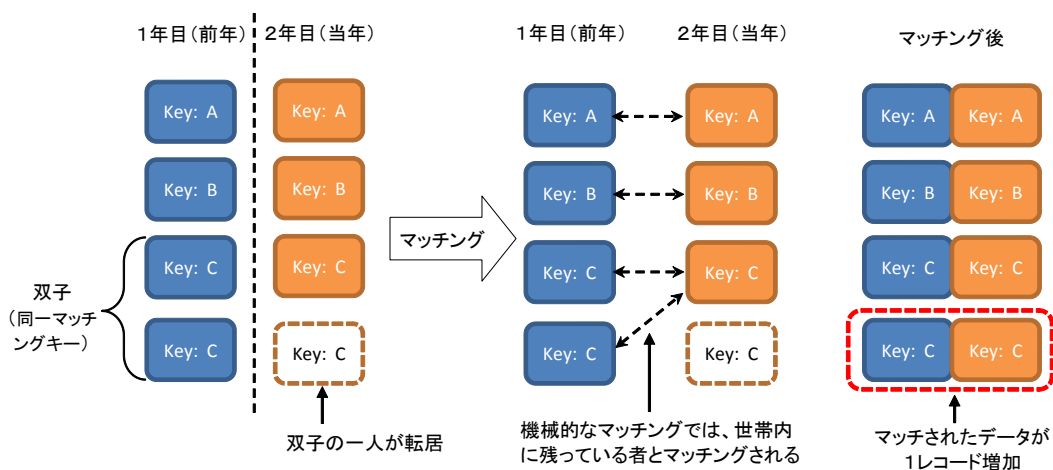 1年目(前年)
2年目(当年)
Key: A
Key: A
Key: B
Key: B
Key: C
Key: C
Key: C
Key: C
双子
(同一マッチ
ングキー)
双子の一人が転居
マッチング
1年目(前年)
2年目(当年)
Key: A
Key: A
Key: B
Key: B
Key: C
Key: C
Key: C
Key: C
機械的なマッチングでは、世帯内
に残っている者とマッチングされる
マッチング後
Key: A
Key: A
Key: B
Key: B
Key: C
Key: C
Key: C
Key: C
マッチされたデータが
1レコード増加